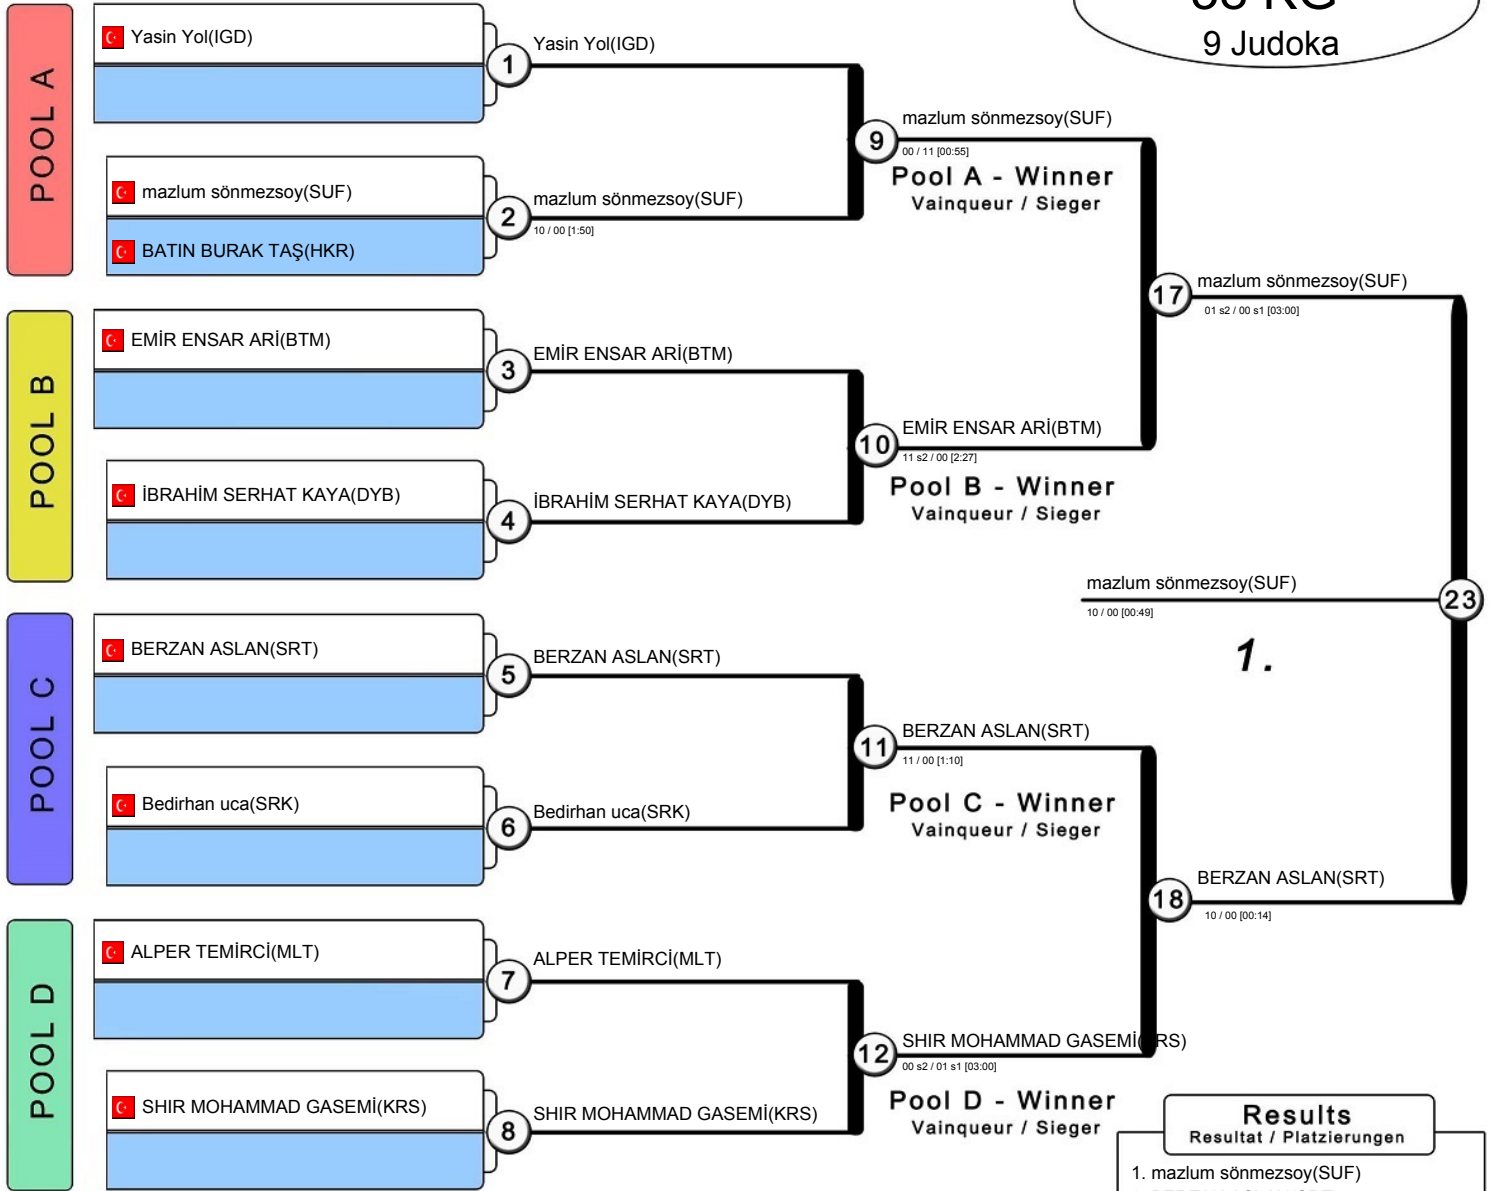 KG
9 Judoka
POOL A
Yasin Yol(IGD)
1
Yasin Yol(IGD)
mazlum sönmezsoy(SUF)
BATIN BURAK TAŞ(HKR)
2
mazlum sönmezsoy(SUF)
10 / 00 [1:50]
9
mazlum sönmezsoy(SUF)
00 / 11 [00:55]
Pool A - Winner
Vainqueur / Sieger
POOL B
EMİR ENSAR ARİ(BTM)
3
EMİR ENSAR ARİ(BTM)
İBRAHİM SERHAT KAYA(DYB)
4
İBRAHİM SERHAT KAYA(DYB)
10
EMİR ENSAR ARİ(BTM)
11 s2 / 00 [2:27]
Pool B - Winner
Vainqueur / Sieger
17
mazlum sönmezsoy(SUF)
01 s2 / 00 s1 [03:00]
mazlum sönmezsoy(SUF)
10 / 00 [00:49]
23
1.
POOL C
BERZAN ASLAN(SRT)
5
BERZAN ASLAN(SRT)
Bedirhan uca(SRK)
6
Bedirhan uca(SRK)
11
BERZAN ASLAN(SRT)
11 / 00 [1:10]
Pool C - Winner
Vainqueur / Sieger
18
BERZAN ASLAN(SRT)
10 / 00 [00:14]
POOL D
ALPER TEMİRCİ(MLT)
7
ALPER TEMİRCİ(MLT)
SHIR MOHAMMAD GASEMİ(KRS)
8
SHIR MOHAMMAD GASEMİ(KRS)
12
SHIR MOHAMMAD GASEMİ(KRS)
00 s2 / 01 s1 [03:00]
Pool D - Winner
Vainqueur / Sieger
Results
Resultat / Platzierungen
1. mazlum sönmezsoy(SUF)